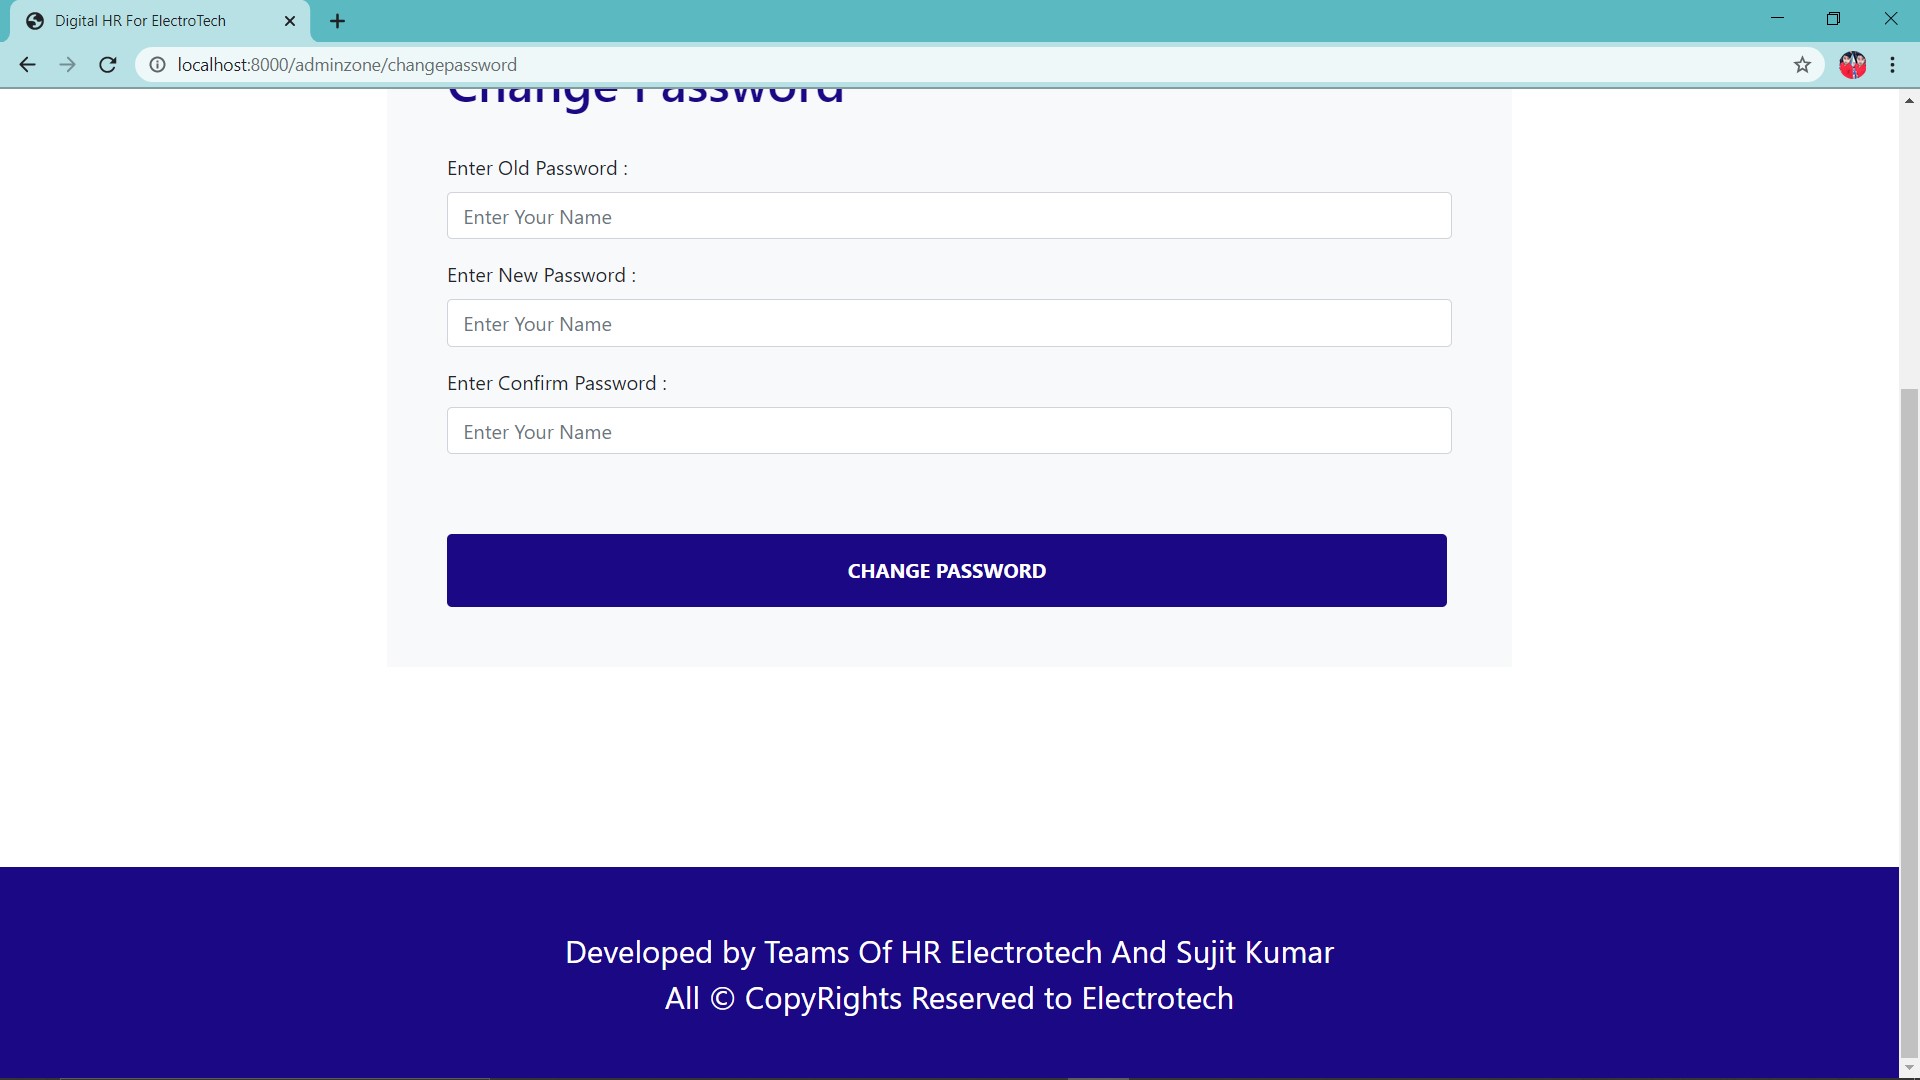 Digital HR For ElectroTech
localhost:8000/adminzone/changepassword
Change Password
Enter Old Password :
Enter Your Name
Enter New Password :
Enter Your Name
Enter Confirm Password :
Enter Your Name
CHANGE PASSWORD
Developed by Teams Of HR Electrotech And Sujit Kumar
All © CopyRights Reserved to Electrotech